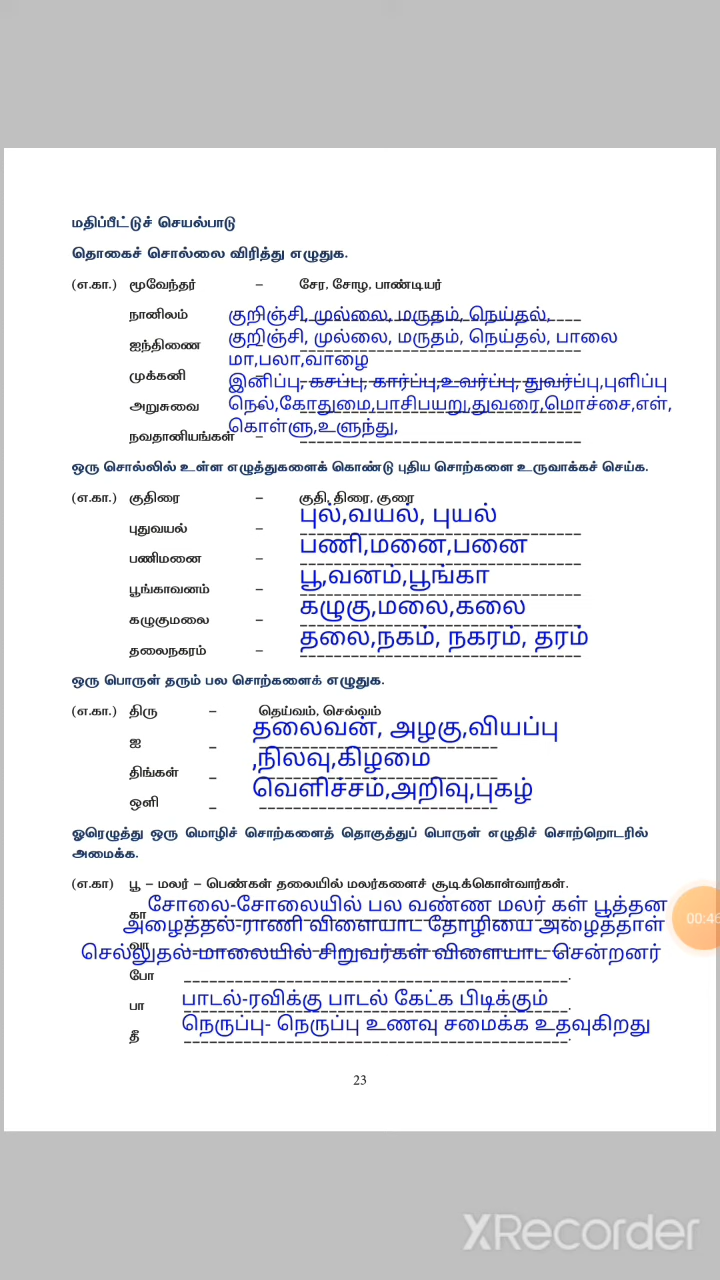 மதிப்பீட்டுச் செயல்பாடு
தொகைச் சொல்லை விரித்து எழுதுக.
(எ.கா.) மூவேந்தர் – சேர, சோழ, பாண்டியர்
நானிலம் – குறிஞ்சி, முல்லை, மருதம், நெய்தல்,
ஐந்திணை – குறிஞ்சி, முல்லை, மருதம், நெய்தல், பாலை
முக்கனி – மா,பலா,வாழை
அறுசுவை – இனிப்பு, கசப்பு, கார்ப்பு,உவர்ப்பு, துவர்ப்பு,புளிப்பு
நவதானியங்கள் – நெல்,கோதுமை,பாசிபயறு,துவரை,மொச்சை,எள்,
கொள்ளு,உளுந்து,
ஒரு சொல்லில் உள்ள எழுத்துகளைக் கொண்டு புதிய சொற்களை உருவாக்கச் செய்க.
(எ.கா.) குதிரை – குதி, திரை, குரை
புதுவயல் – புல்,வயல், புயல்
பணிமனை – பணி,மனை,பனை
பூங்காவனம் – பூ,வனம்,பூங்கா
கழுகுமலை – கழுகு,மலை,கலை
தலைநகரம் – தலை,நகம், நகரம், தரம்
ஒரு பொருள் தரும் பல சொற்களைக் எழுதுக.
(எ.கா.) திரு – தெய்வம், செல்வம்
ஐ – தலைவன், அழகு,வியப்பு
திங்கள் – ,நிலவு,கிழமை
ஒளி – வெளிச்சம்,அறிவு,புகழ்
ஓரெழுத்து ஒரு மொழிச் சொற்களைத் தொகுத்துப் பொருள் எழுதிச் சொற்றொடரில்
அமைக்க.
(எ.கா) பூ – மலர் – பெண்கள் தலையில் மலர்களைச் சூடிக்கொள்வார்கள்.
கா சோலை-சோலையில் பல வண்ண மலர் கள் பூத்தன
வா அழைத்தல்-ராணி விளையாட தோழியை அழைத்தாள்
போ செல்லுதல்-மாலையில் சிறுவர்கள் விளையாட சென்றனர்
பா பாடல்-ரவிக்கு பாடல் கேட்க பிடிக்கும்
தீ நெருப்பு- நெருப்பு உணவு சமைக்க உதவுகிறது
23
00:46
XRecorder